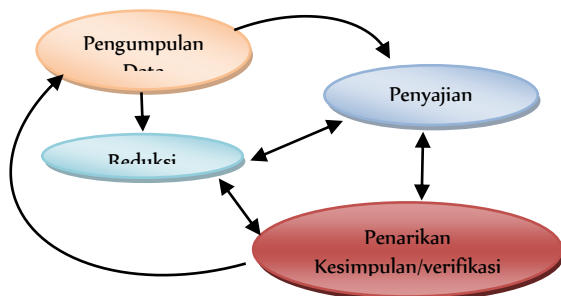 Pengumpulan
Data
Penyajian
Reduksi
Penarikan
Kesimpulan/verifikasi